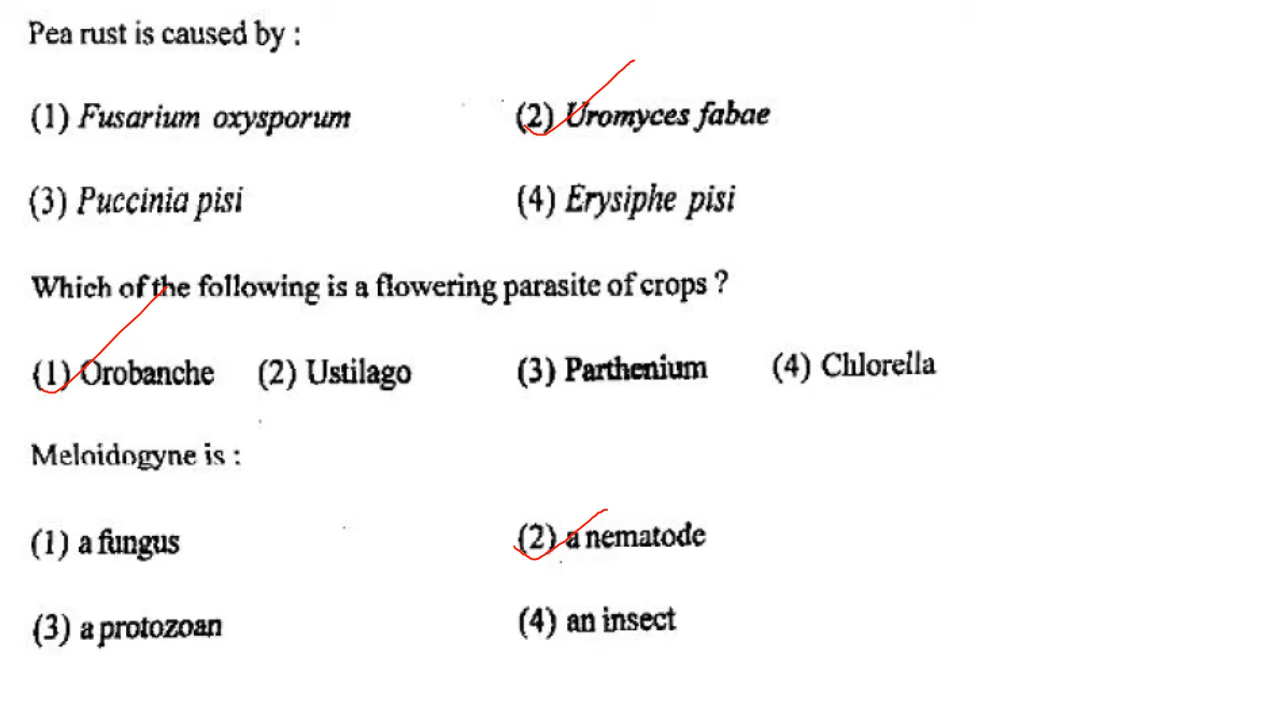 Pea rust is caused by :
(1) Fusarium oxysporum (2) Uromyces fabae
(3) Puccinia pisi (4) Erysiphe pisi
Which of the following is a flowering parasite of crops ?
(1) Orobanche (2) Ustilago (3) Parthenium (4) Chlorella
Meloidogyne is :
(1) a fungus (2) a nematode
(3) a protozoan (4) an insect